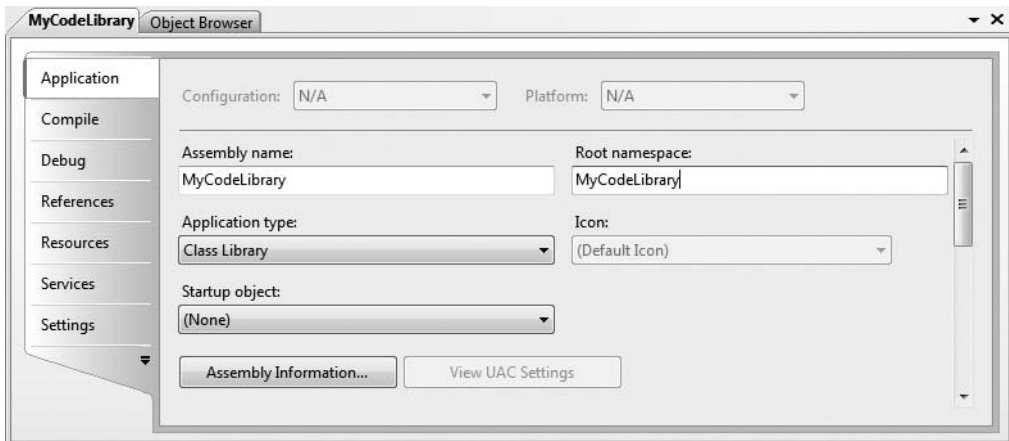 MyCodeLibrary Object Browser
Application
Compile
Debug
References
Resources
Services
Settings
Configuration: N/A Platform: N/A
Assembly name: Root namespace:
MyCodeLibrary MyCodeLibrary
Application type: Icon:
Class Library (Default Icon)
Startup object:
(None)
Assembly Information... View UAC Settings